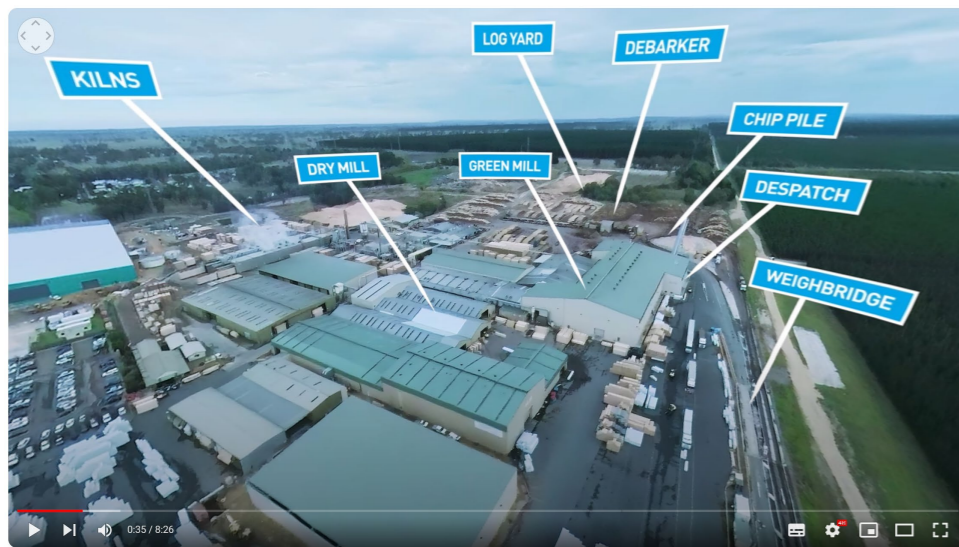 LOG YARD
DEBARKER
KILNS
CHIP PILE
DRY MILL
GREEN MILL
DESPATCH
WEIGHBRIDGE
0:35 / 8:26